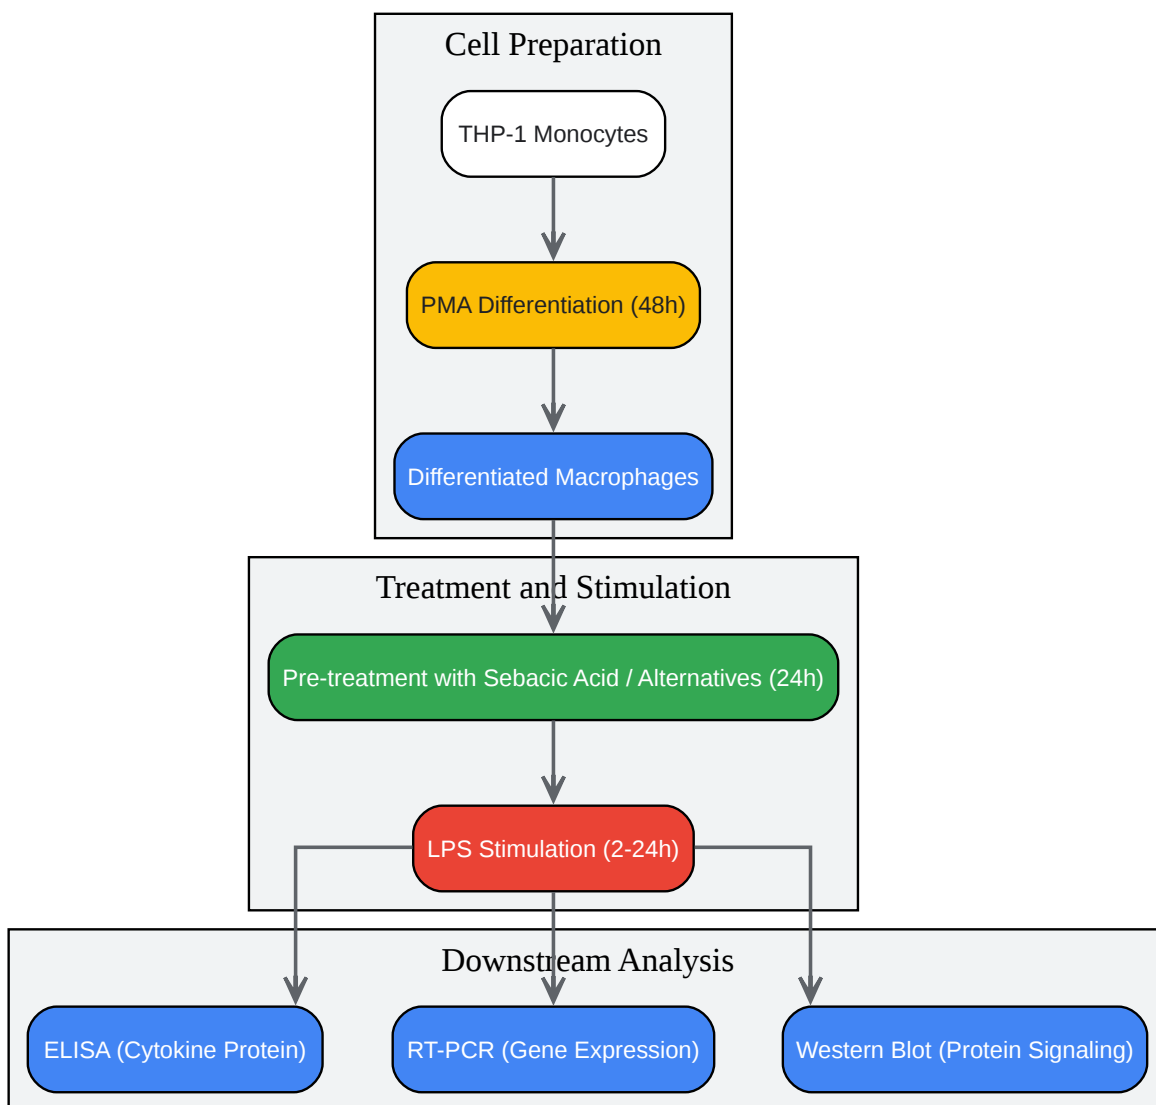 Cell Preparation
THP-1 Monocytes
PMA Differentiation (48h)
Differentiated Macrophages
Treatment and Stimulation
Pre-treatment with Sebacic Acid / Alternatives (24h)
LPS Stimulation (2-24h)
Downstream Analysis
ELISA (Cytokine Protein)
RT-PCR (Gene Expression)
Western Blot (Protein Signaling)